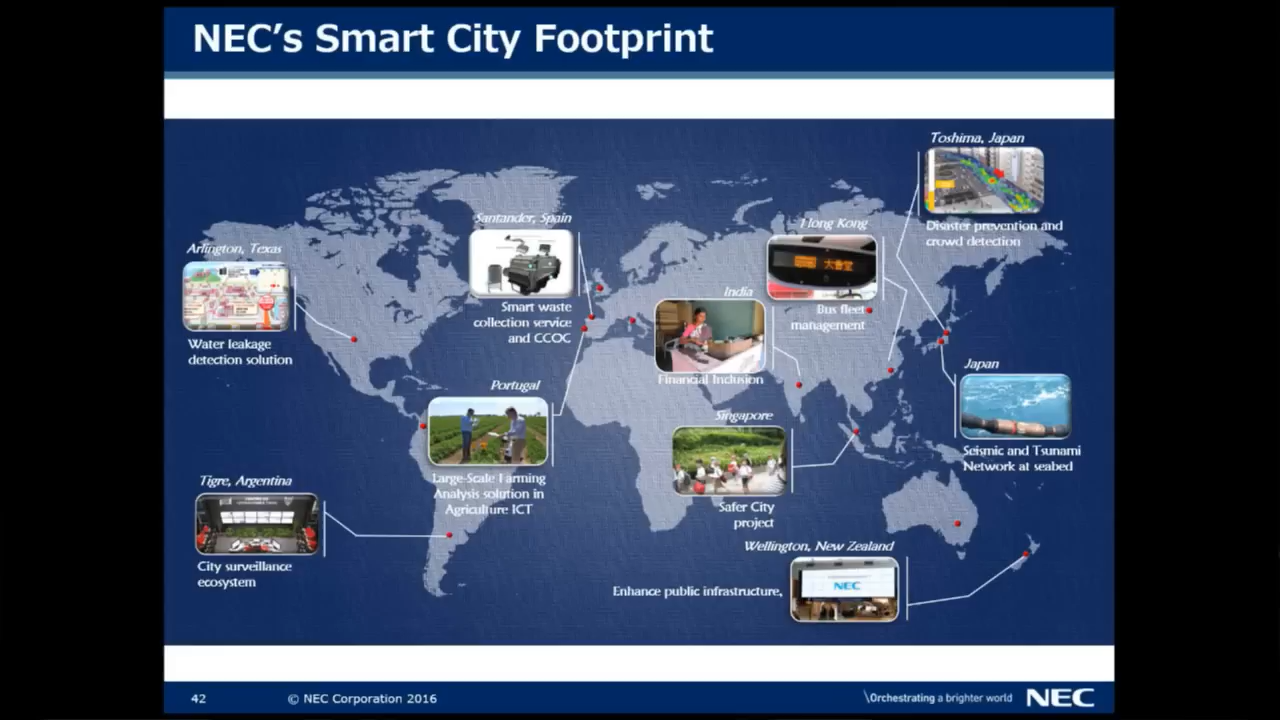 NEC's Smart City Footprint
Toshima, Japan
Disaster prevention and
crowd detection
Santander, Spain
Smart waste
collection service
and CCOC
Hong Kong
大會堂
Bus fleet
management
Arlington, Texas
Water leakage
detection solution
India
Financial Inclusion
Japan
Seismic and Tsunami
Network at seabed
Portugal
Large-Scale Farming
Analysis solution in
Agriculture ICT
Singapore
Safer City
project
Tigre, Argentina
City surveillance
ecosystem
Wellington, New Zealand
Enhance public infrastructure,
NEC
42
© NEC Corporation 2016
\Orchestrating a brighter world
NEC